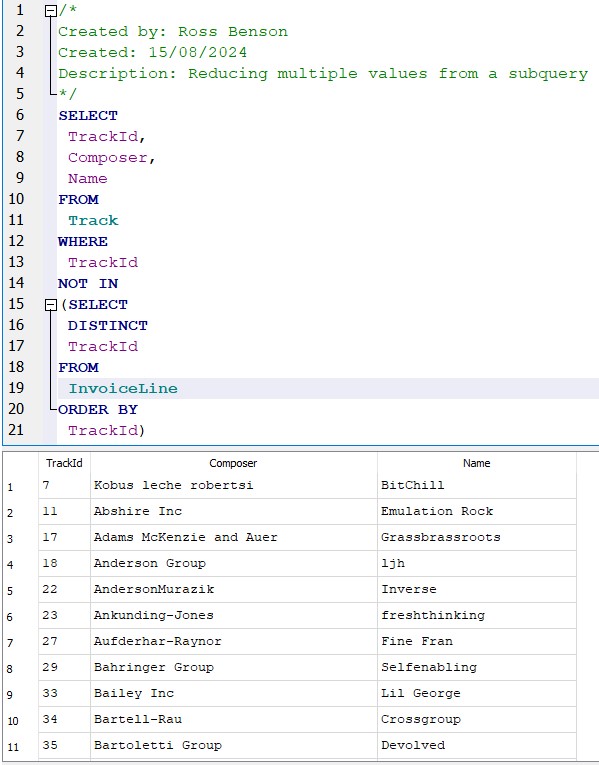 1 /*
2 Created by: Ross Benson
3 Created: 15/08/2024
4 Description: Reducing multiple values from a subquery
5 */
6 SELECT
7 TrackId,
8 Composer,
9 Name
10 FROM
11 Track
12 WHERE
13 TrackId
14 NOT IN
15 (SELECT
16 DISTINCT
17 TrackId
18 FROM
19 InvoiceLine
20 ORDER BY
21 TrackId)
TrackId Composer Name
1 7 Kobus leche robertsi BitChill
2 11 Abshire Inc Emulation Rock
3 17 Adams McKenzie and Auer Grassbrassroots
4 18 Anderson Group ljh
5 22 AndersonMurazik Inverse
6 23 Ankunding-Jones freshthinking
7 27 Aufderhar-Raynor Fine Fran
8 29 Bahringer Group Selfenabling
9 33 Bailey Inc Lil George
10 34 Bartell-Rau Crossgroup
11 35 Bartoletti Group Devolved